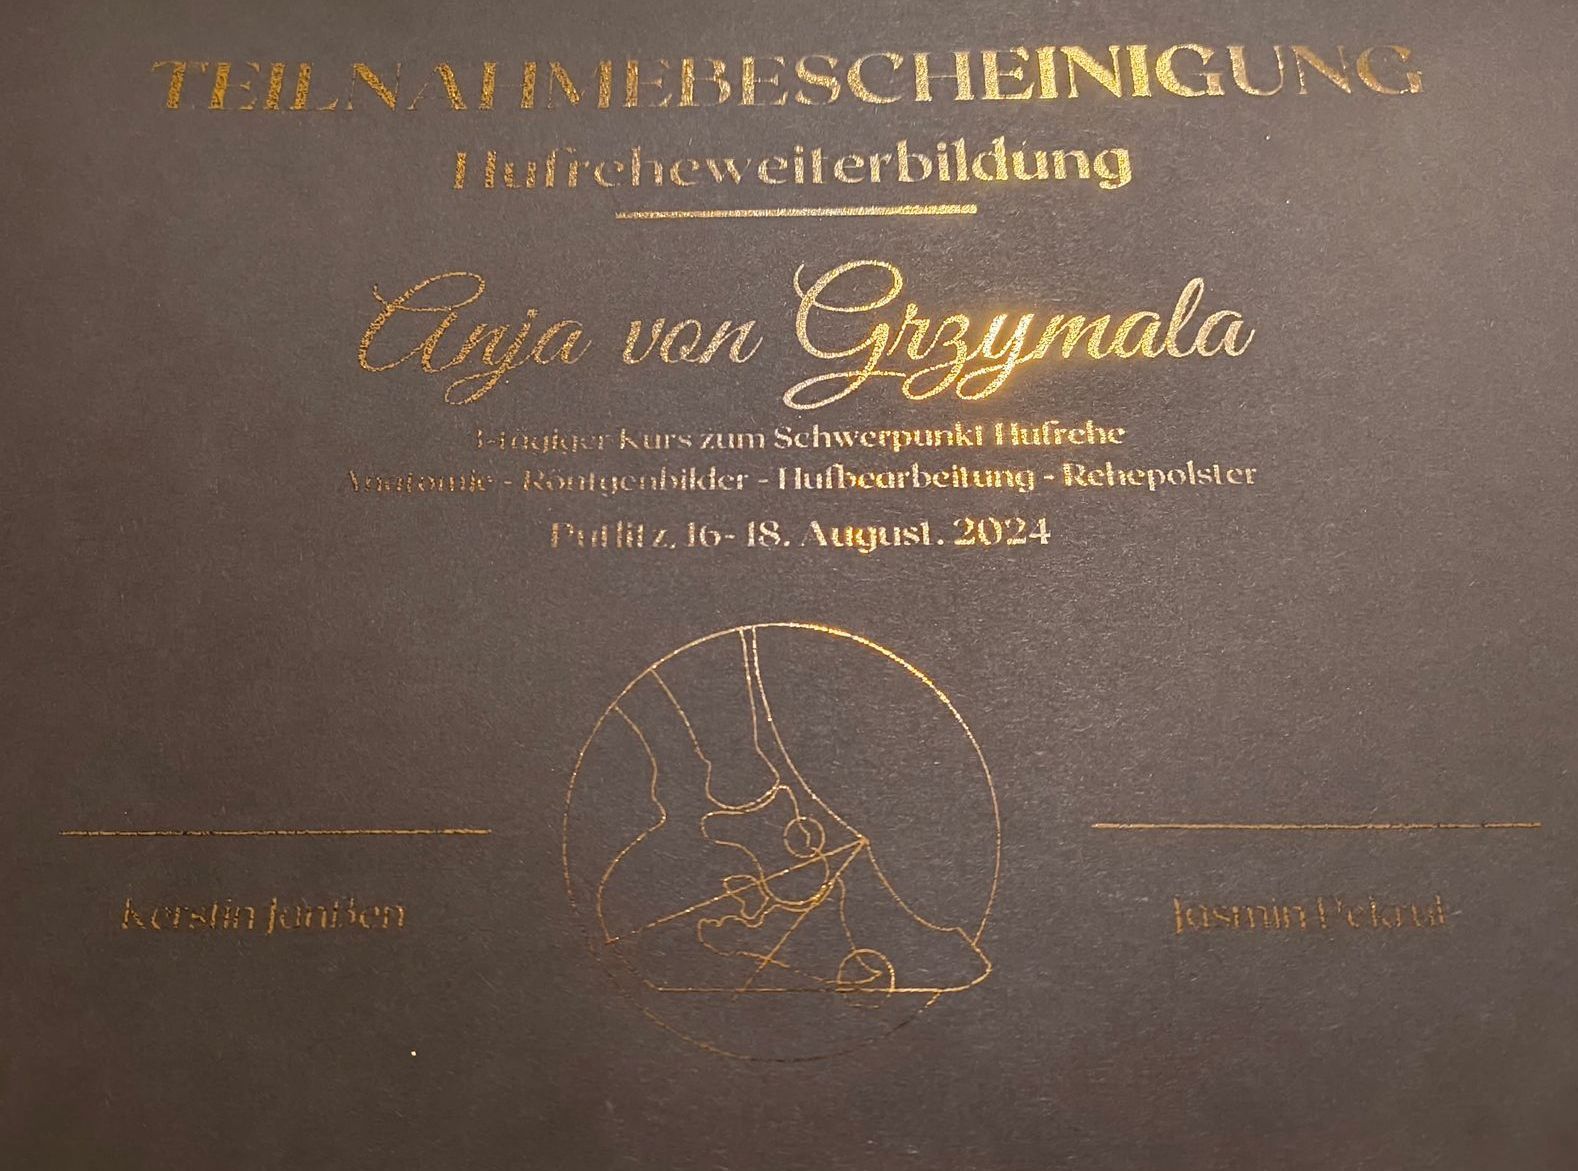 TEILNAHMEBESCHEINIGUNG
Hufreheweiterbildung
Anja von Grzymala
3-tägiger Kurs zum Schwerpunkt Hufrehe
Anatomie - Röntgenbilder - Hufbearbeitung - Rehepolster
Putlitz, 16- 18. August. 2024
Kerstin Janßen
Jasmin